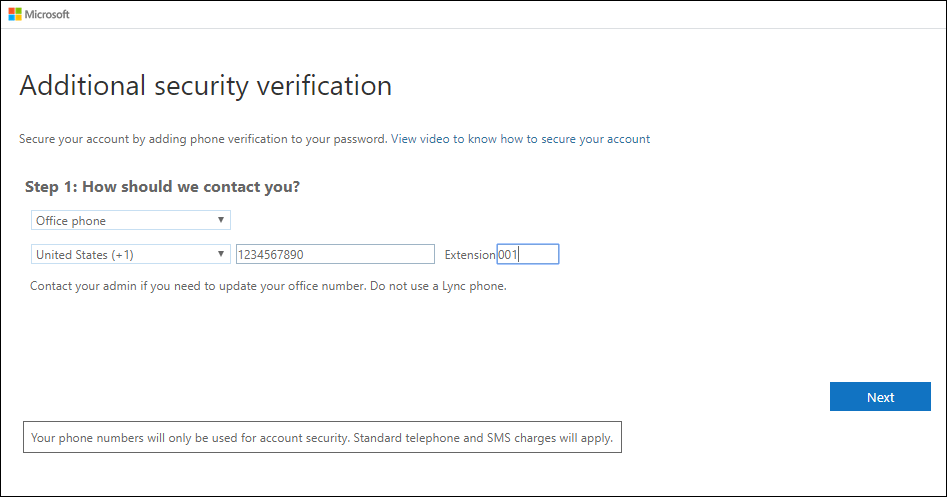 Microsoft
Additional security verification
Secure your account by adding phone verification to your password. View video to know how to secure your account
Step 1: How should we contact you?
Office phone
United States (+1) 1234567890 Extension 001
Contact your admin if you need to update your office number. Do not use a Lync phone.
Next
Your phone numbers will only be used for account security. Standard telephone and SMS charges will apply.